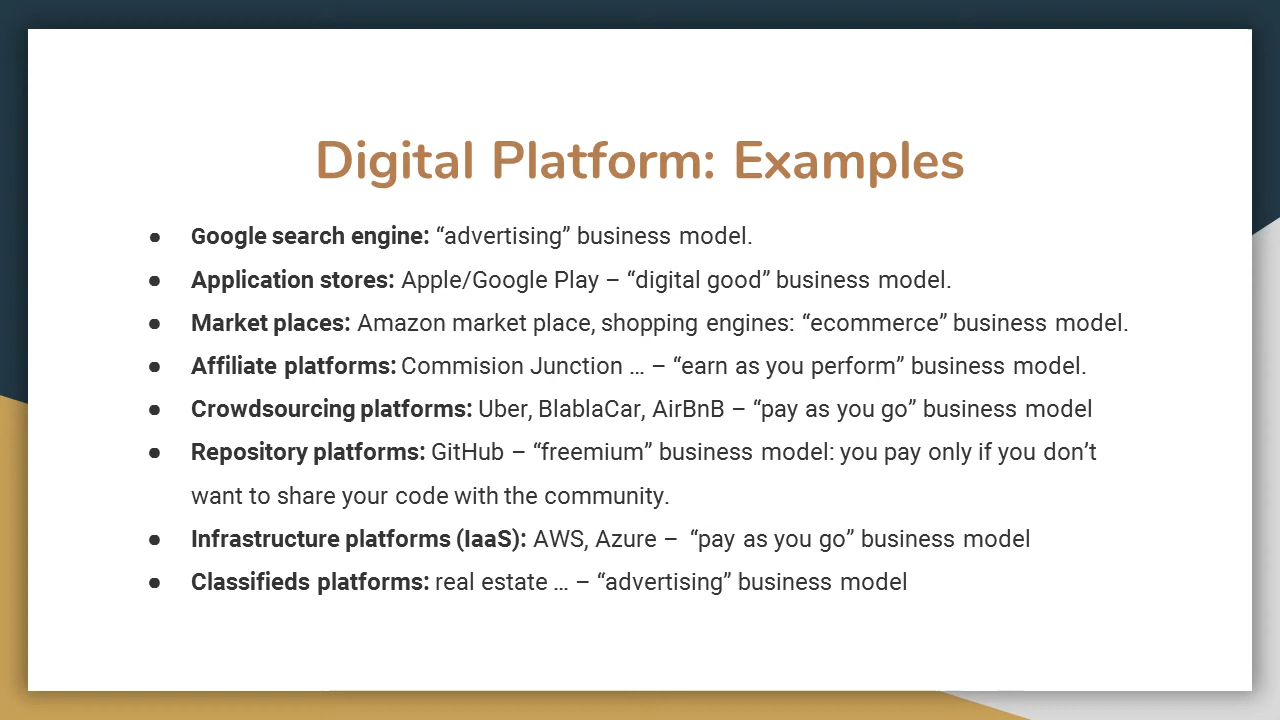 Digital Platform: Examples
● Google search engine: “advertising” business model.
● Application stores: Apple/Google Play – “digital good” business model.
● Market places: Amazon market place, shopping engines: “ecommerce” business model.
● Affiliate platforms: Commision Junction … – “earn as you perform” business model.
● Crowdsourcing platforms: Uber, BlablaCar, AirBnB – “pay as you go” business model
● Repository platforms: GitHub – “freemium” business model: you pay only if you don’t
want to share your code with the community.
● Infrastructure platforms (IaaS): AWS, Azure – “pay as you go” business model
● Classifieds platforms: real estate … – “advertising” business model